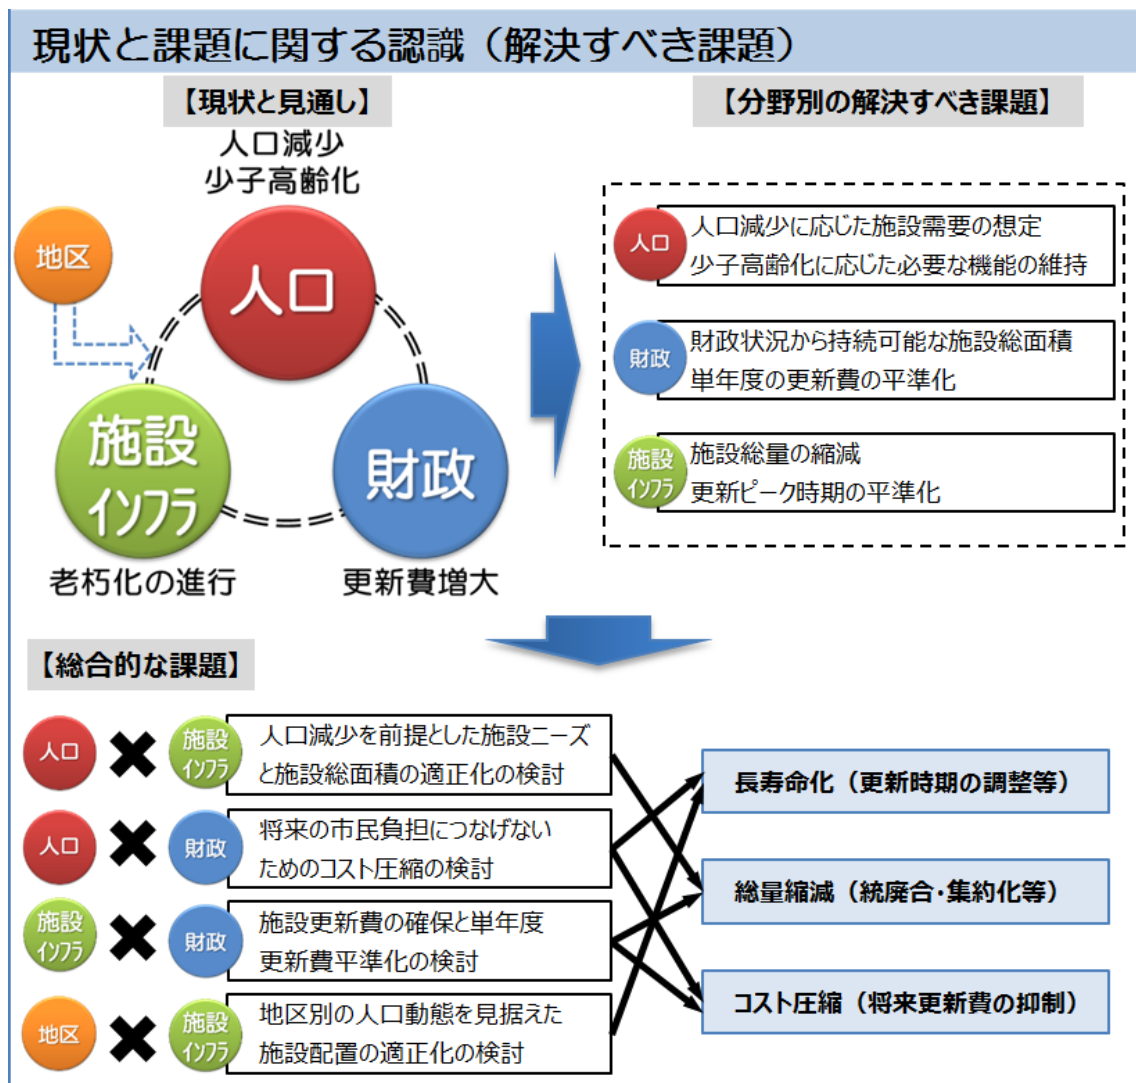 現状と課題に関する認識（解決すべき課題）
【現状と見通し】
人口減少
少子高齢化
地区
人口
施設
インフラ
財政
老朽化の進行
更新費増大
【分野別の解決すべき課題】
人口
人口減少に応じた施設需要の想定
少子高齢化に応じた必要な機能の維持
財政
財政状況から持続可能な施設総面積
単年度の更新費の平準化
施設
インフラ
施設総量の縮減
更新ピーク時期の平準化
【総合的な課題】
人口
施設
インフラ
人口減少を前提とした施設ニーズ
と施設総面積の適正化の検討
人口
財政
将来の市民負担につなげない
ためのコスト圧縮の検討
施設
インフラ
財政
施設更新費の確保と単年度
更新費平準化の検討
地区
施設
インフラ
地区別の人口動態を見据えた
施設配置の適正化の検討
長寿命化（更新時期の調整等）
総量縮減（統廃合・集約化等）
コスト圧縮（将来更新費の抑制）